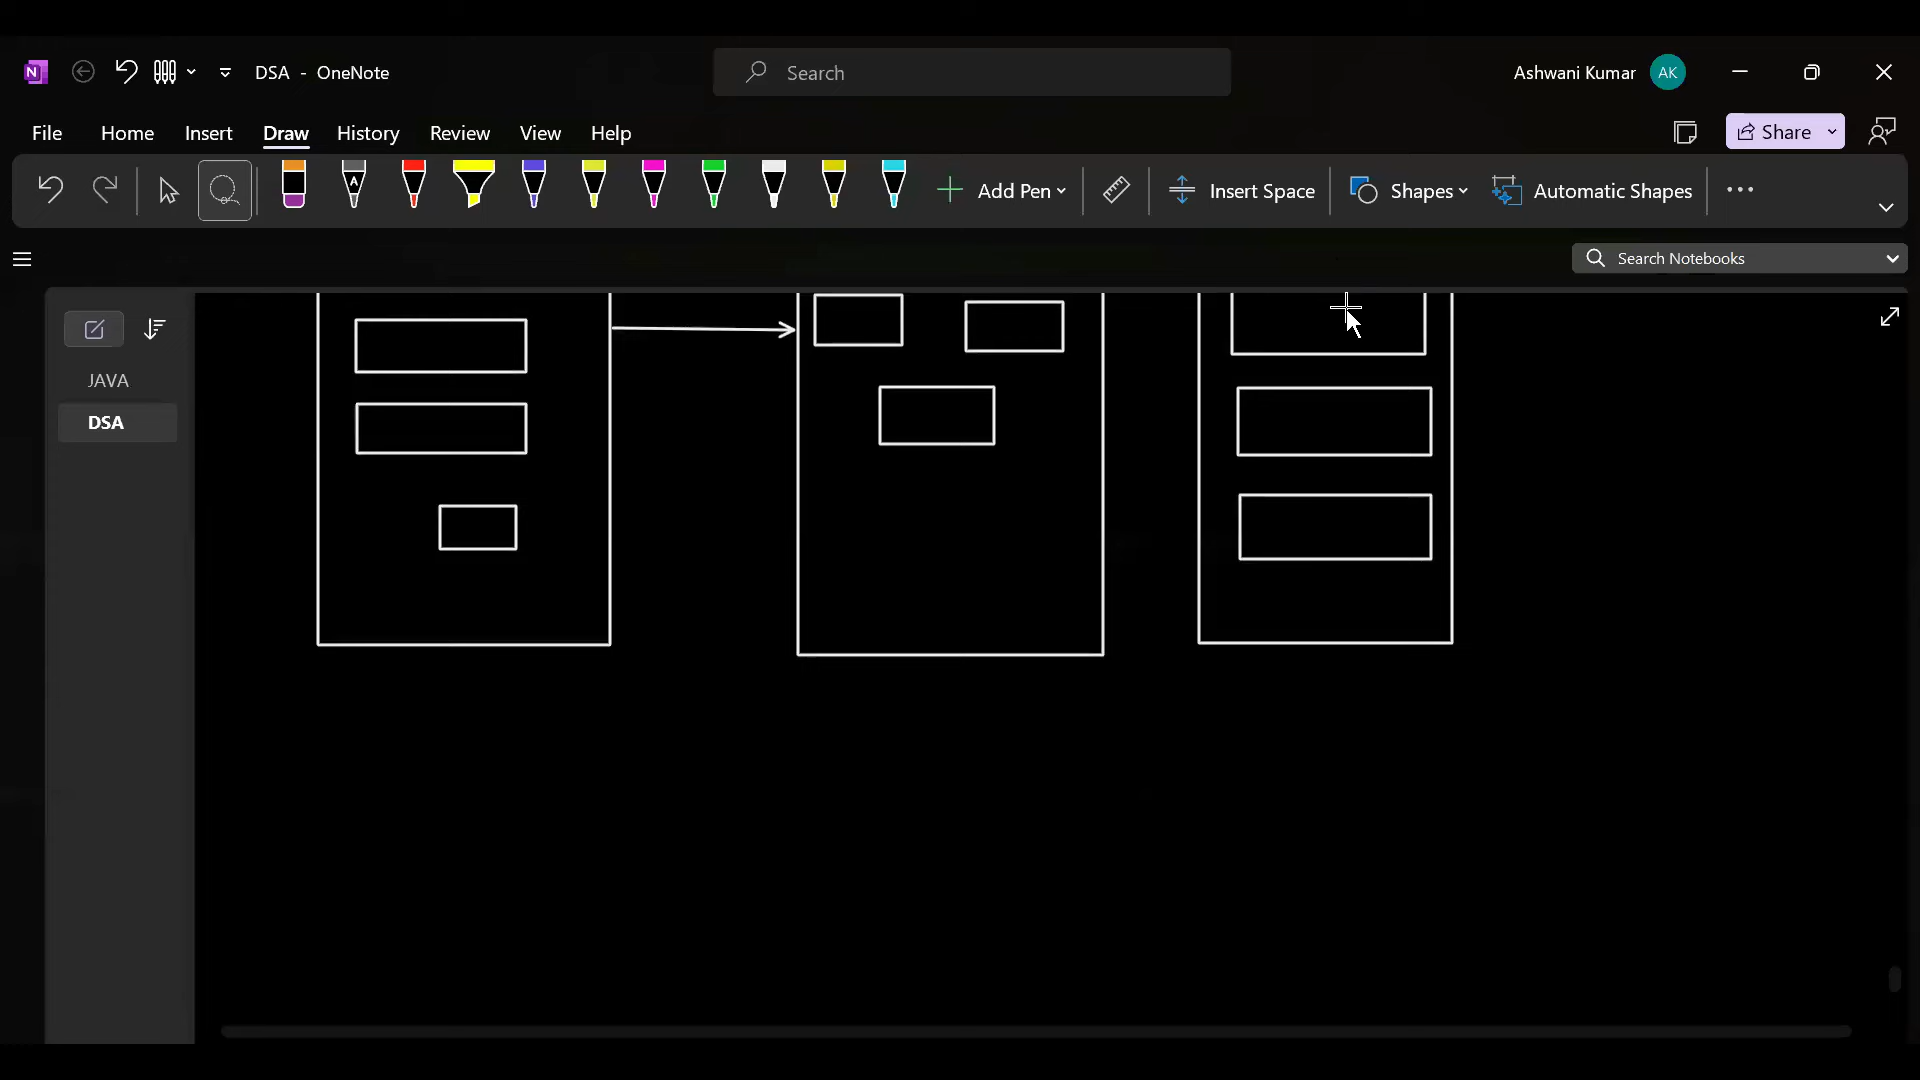 N DSA - OneNote Search Ashwani Kumar AK
File Home Insert Draw History Review View Help Share
A Add Pen Insert Space Shapes Automatic Shapes
Search Notebooks
JAVA
DSA